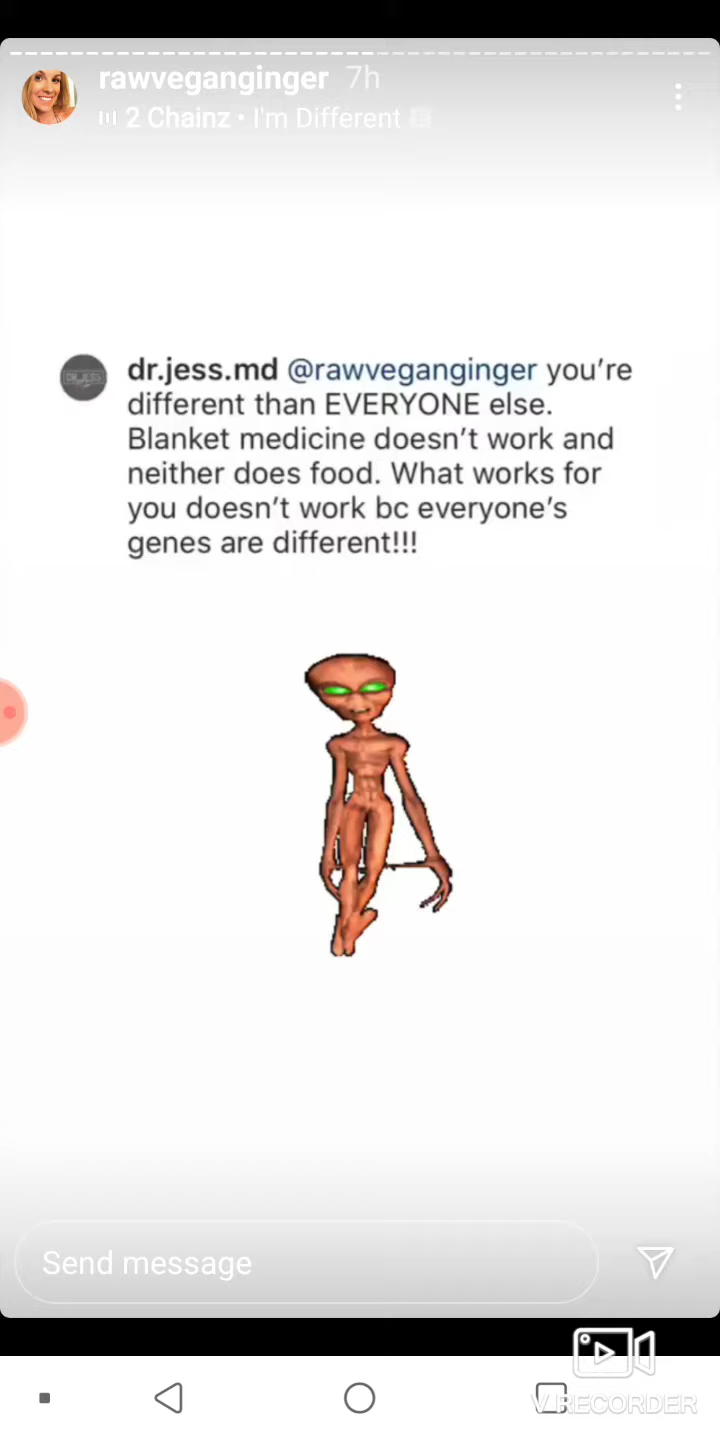 rawveganginger 7h
2 Chainz • I'm Different
dr.jess.md @rawveganginger you're
different than EVERYONE else.
Blanket medicine doesn't work and
neither does food. What works for
you doesn't work bc everyone's
genes are different!!!
Send message
V RECORDER